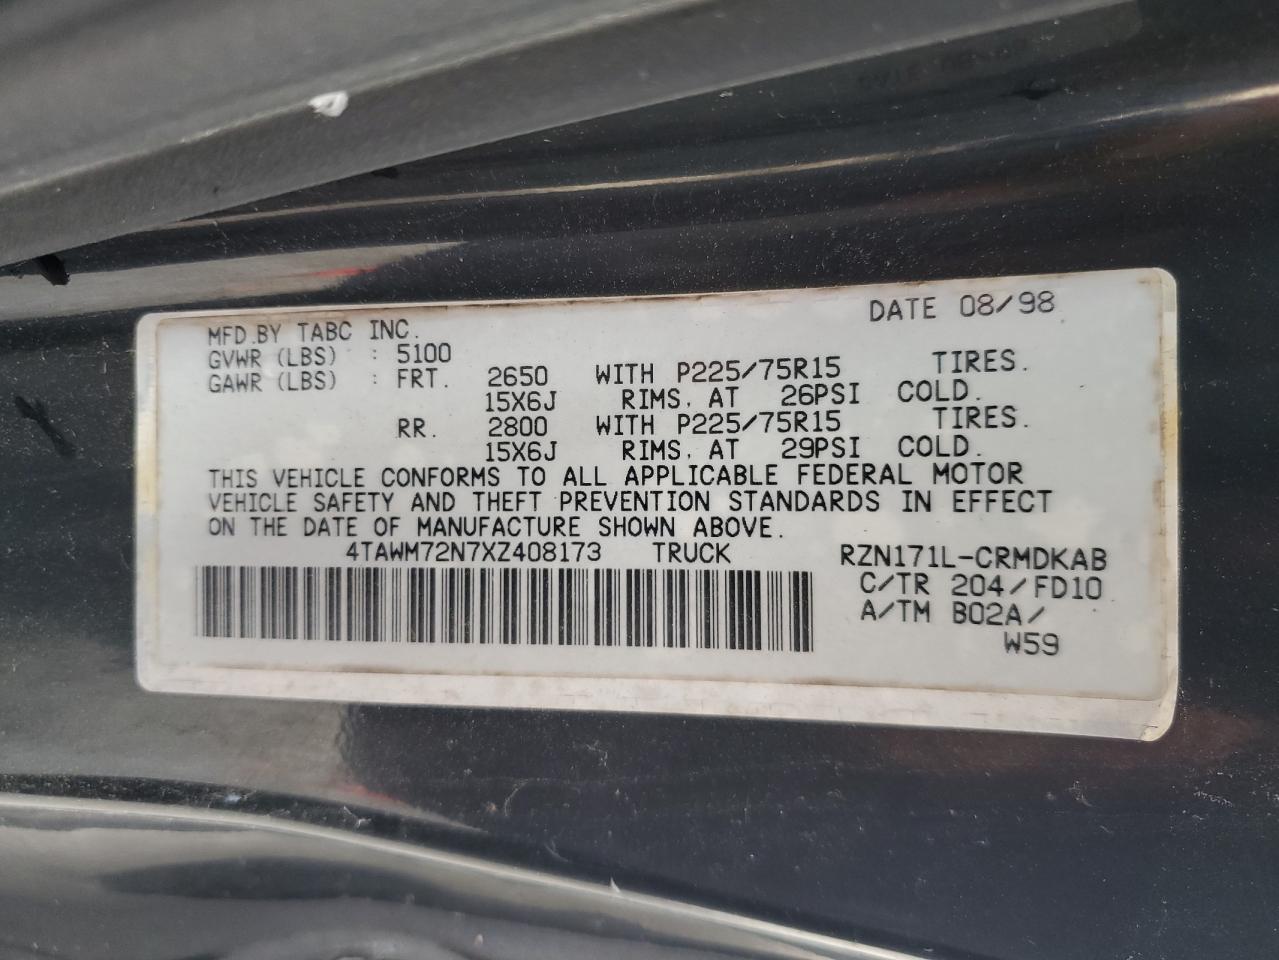 DATE 08/98
MFD.BY TABC INC.
GVWR (LBS) : 5100
GAWR (LBS) : FRT. 2650 WITH P225/75R15 TIRES.
15X6J RIMS, AT 26PSI COLD.
RR. 2800 WITH P225/75R15 TIRES.
15X6J RIMS, AT 29PSI COLD.
THIS VEHICLE CONFORMS TO ALL APPLICABLE FEDERAL MOTOR
VEHICLE SAFETY AND THEFT PREVENTION STANDARDS IN EFFECT
ON THE DATE OF MANUFACTURE SHOWN ABOVE.
4TAWM72N7XZ408173 TRUCK RZN171L-CRMDKAB
C/TR 204/FD10
A/TM B02A/
W59